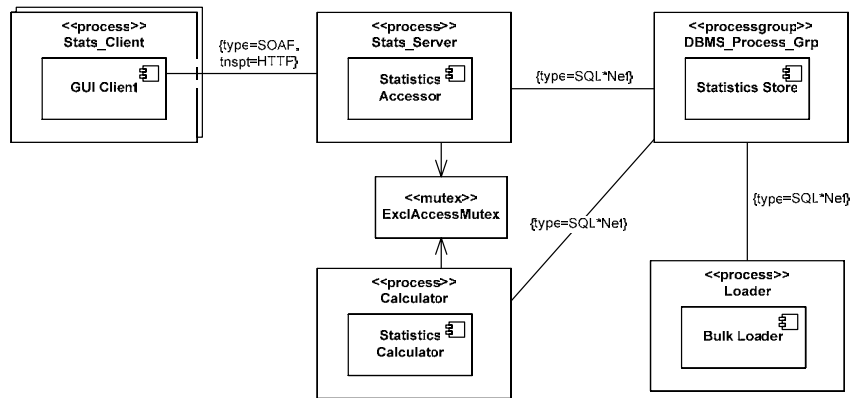 <<process>>
Stats_Client
GUI Client
{type=SOAP,
tnspt=HTTP}
<<process>>
Stats_Server
Statistics
Accessor
{type=SQL*Net}
<<processgroup>>
DBMS_Process_Grp
Statistics Store
<<mutex>>
ExclAccessMutex
{type=SQL*Net}
{type=SQL*Net}
<<process>>
Calculator
Statistics
Calculator
<<process>>
Loader
Bulk Loader